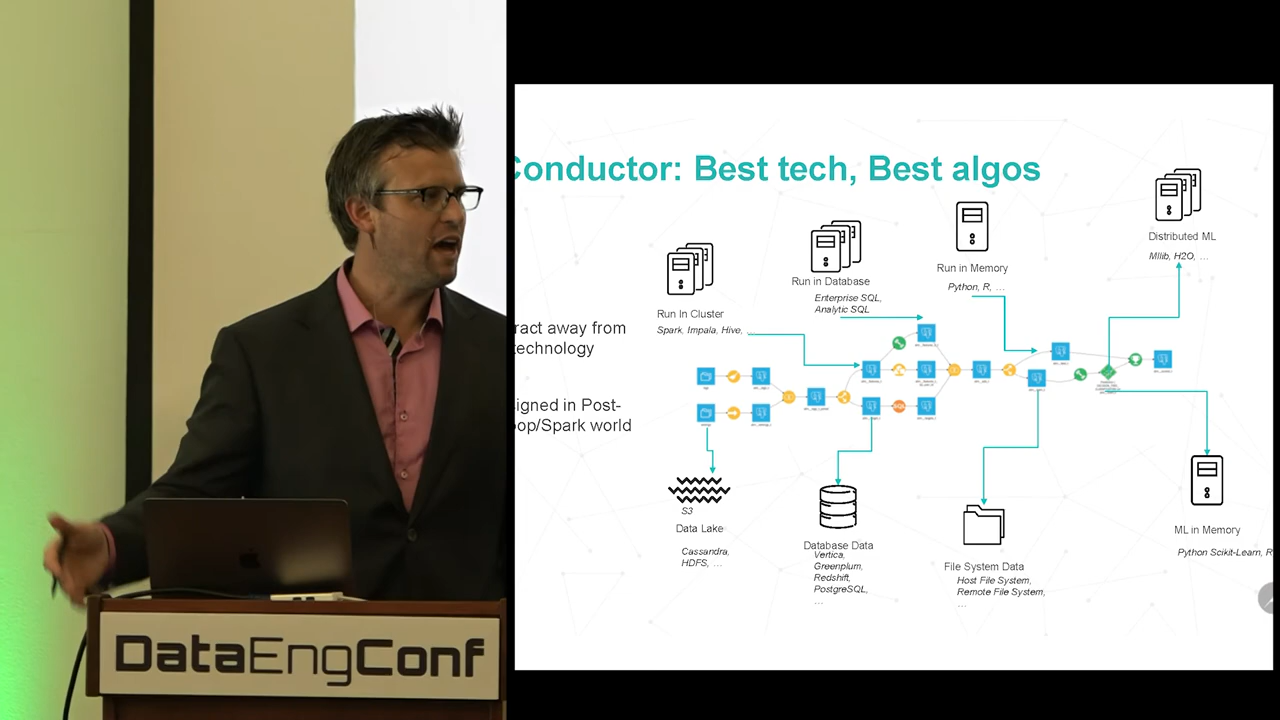 Conductor: Best tech, Best algos
ract away from
technology
igned in Post-
oop/Spark world
Run In Cluster
Spark, Impala, Hive, ...
Run in Database
Enterprise SQL,
Analytic SQL
Run in Memory
Python, R, ...
Distributed ML
Mllib, H2O, ...
S3
Data Lake
Cassandra,
HDFS, ...
Database Data
Vertica,
Greenplum,
Redshift,
PostgreSQL,
...
File System Data
Host File System,
Remote File System,
...
ML in Memory
Python Scikit-Learn, R
DataEngConf